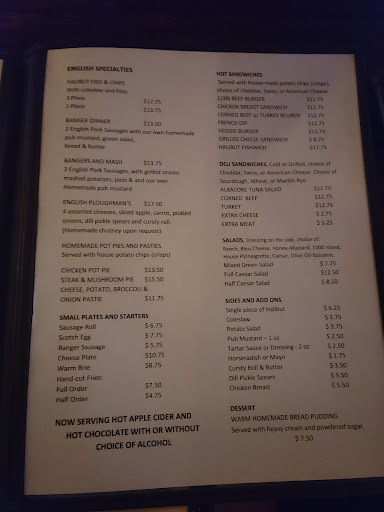 ENGLISH SPECIALTIES
HALIBUT FISH & CHIPS
with coleslaw and fries.
1 Piece $12.75
2 Piece $15.75
BANGER DINNER $13.50
2 English Pork Sausages with our own homemade
pub mustard, green salad,
bread & butter
BANGERS AND MASH $13.75
2 English Pork Sausages, with grilled onions
mashed potatoes, peas & and our own
Homemade pub mustard
ENGLISH PLOUGHMAN'S $17.50
4 assorted cheeses, sliced apple, carrot, pickled
onions, dill pickle spears and cursly roll.
(Homemade chutney upon request)
HOMEMADE POT PIES AND PASTIES
Served with house potato chips (crisps)
CHICKEN POT PIE $13.50
STEAK & MUSHROOM PIE $15.50
CHEESE, POTATO, BROCCOLI &
ONION PASTIE $11.75
SMALL PLATES AND STARTERS
Sausage Roll $ 6.75
Scotch Egg $ 7.75
Banger Sausage $ 5.75
Cheese Plate $10.75
Warm Brie $8.75
Hand-cut Fries:
Full Order $7.50
Half Order $4.75
NOW SERVING HOT APPLE CIDER AND
HOT CHOCOLATE WITH OR WITHOUT
CHOICE OF ALCOHOL
HOT SANDWICHES
Served with house-made potato chips (crisps),
choice of Cheddar, Swiss, or American Cheese
1/3lb BEEF BURGER $12.75
CHICKEN BREAST SANDWICH $12.75
CORNED BEEF or TURKEY REUBEN $12.75
FRENCH DIP $12.75
VEGGIE BURGER $12.75
GRILLED CHEESE SANDWICH $ 8.75
HALIBUT FISHWICH $17.75
DELI SANDWICHES, Cold or Grilled, choice of
Cheddar, Swiss, or American Cheese. Choice of
Sourdough, Wheat, or Marble Rye
ALBACORE TUNA SALAD $12.75
CORNED BEEF $12.75
TURKEY $12.75
EXTRA CHEESE $ 2.75
EXTRA MEAT $ 5.25
SALADS, Dressing on the side, choice of:
Ranch, Bleu Cheese, Honey-Mustard, 1000 Island,
House PVinaigrette, Caesar, Olive Oil-Balsamic.
Mixed Green Salad $ 7.25
Full Caesar Salad $12.50
Half Caesar Salad $ 8.50
SIDES AND ADD ONS
Single piece of Halibut $ 6.25
Coleslaw $ 3.75
Potato Salad $ 3.75
Pub Mustard – 1 oz $ 2.50
Tartar Sauce or Dressing - 2 oz $ 2.50
Horseradish or Mayo $ 1.75
Cursly Roll & Butter $ 3.50
Dill Pickle Spears $ 3.50
Chicken Breast $ 5.50
DESSERT
WARM HOMEMADE BREAD PUDDING
Served with heavy cream and powdered sugar
$ 7.50